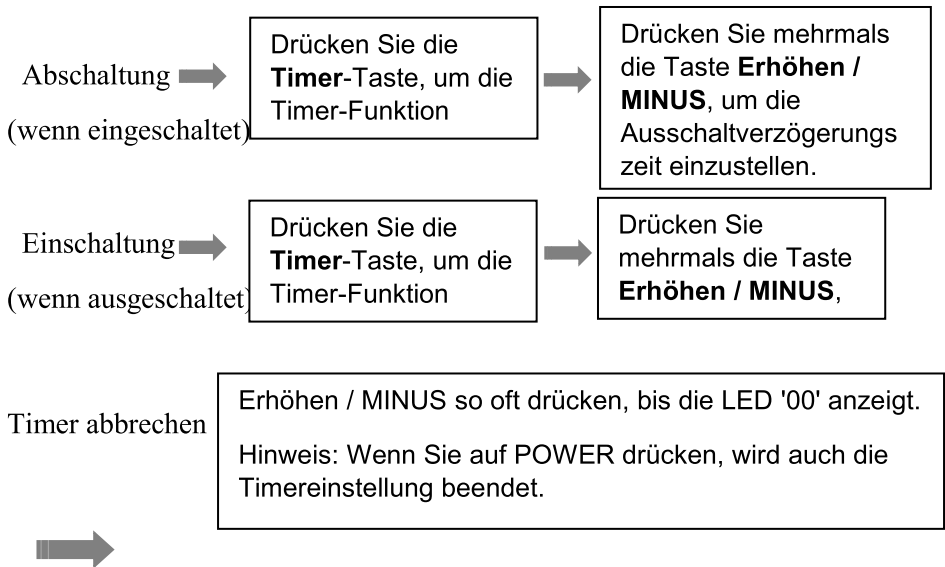 Abschaltung
(wenn eingeschaltet)
Drücken Sie die
Timer-Taste, um die
Timer-Funktion
Drücken Sie mehrmals
die Taste Erhöhen /
MINUS, um die
Ausschaltverzögerungs
zeit einzustellen.
Einschaltung
(wenn ausgeschaltet)
Drücken Sie die
Timer-Taste, um die
Timer-Funktion
Drücken Sie
mehrmals die Taste
Erhöhen / MINUS,
Timer abbrechen
Erhöhen / MINUS so oft drücken, bis die LED '00' anzeigt.
Hinweis: Wenn Sie auf POWER drücken, wird auch die
Timereinstellung beendet.